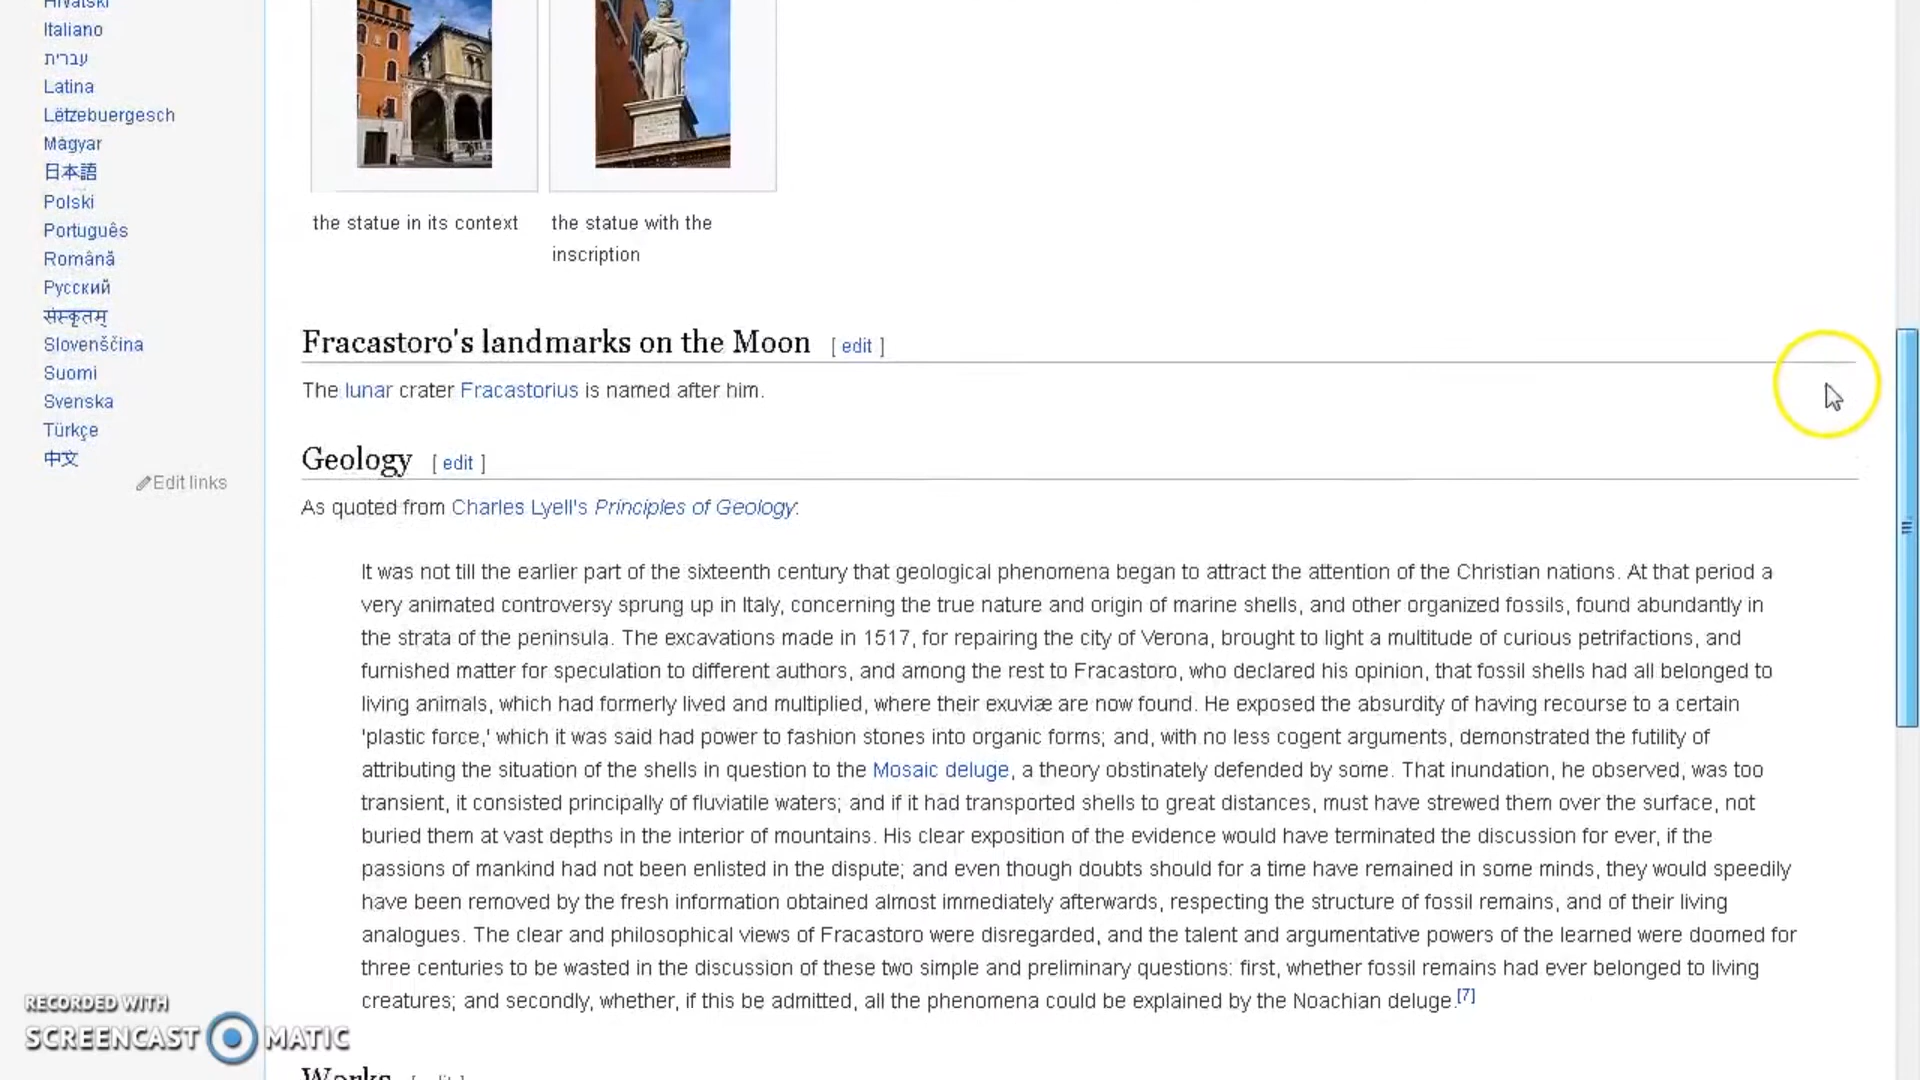 Hrvatski
Italiano
עברית
Latina
Lëtzebuergesch
Magyar
日本語
Polski
Português
Română
Русский
संस्कृतम्
Slovenščina
Suomi
Svenska
Türkçe
中文
Edit links
the statue in its context
the statue with the
inscription
Fracastoro's landmarks on the Moon [ edit ]
The lunar crater Fracastorius is named after him.
Geology [ edit ]
As quoted from Charles Lyell's Principles of Geology:
It was not till the earlier part of the sixteenth century that geological phenomena began to attract the attention of the Christian nations. At that period a
very animated controversy sprung up in Italy, concerning the true nature and origin of marine shells, and other organized fossils, found abundantly in
the strata of the peninsula. The excavations made in 1517, for repairing the city of Verona, brought to light a multitude of curious petrifactions, and
furnished matter for speculation to different authors, and among the rest to Fracastoro, who declared his opinion, that fossil shells had all belonged to
living animals, which had formerly lived and multiplied, where their exuviæ are now found. He exposed the absurdity of having recourse to a certain
'plastic force,' which it was said had power to fashion stones into organic forms; and, with no less cogent arguments, demonstrated the futility of
attributing the situation of the shells in question to the Mosaic deluge, a theory obstinately defended by some. That inundation, he observed, was too
transient, it consisted principally of fluviatile waters; and if it had transported shells to great distances, must have strewed them over the surface, not
buried them at vast depths in the interior of mountains. His clear exposition of the evidence would have terminated the discussion for ever, if the
passions of mankind had not been enlisted in the dispute; and even though doubts should for a time have remained in some minds, they would speedily
have been removed by the fresh information obtained almost immediately afterwards, respecting the structure of fossil remains, and of their living
analogues. The clear and philosophical views of Fracastoro were disregarded, and the talent and argumentative powers of the learned were doomed for
three centuries to be wasted in the discussion of these two simple and preliminary questions: first, whether fossil remains had ever belonged to living
creatures; and secondly, whether, if this be admitted, all the phenomena could be explained by the Noachian deluge.[7]
Works [ edit ]
RECORDED WITH
SCREENCAST MATIC